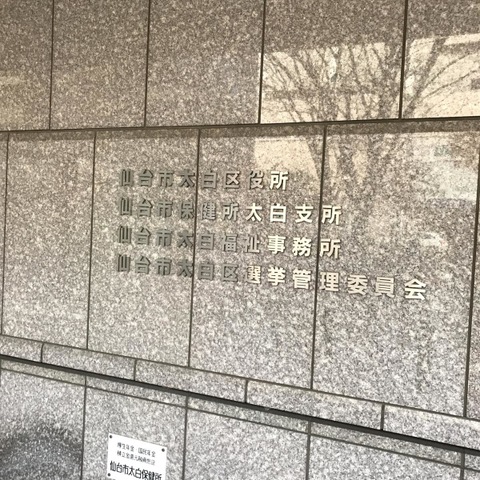 仙台市太白区役所
仙台市保健所太白支所
仙台市太白福祉事務所
仙台市太白区選挙管理委員会
仙台市太白保健所